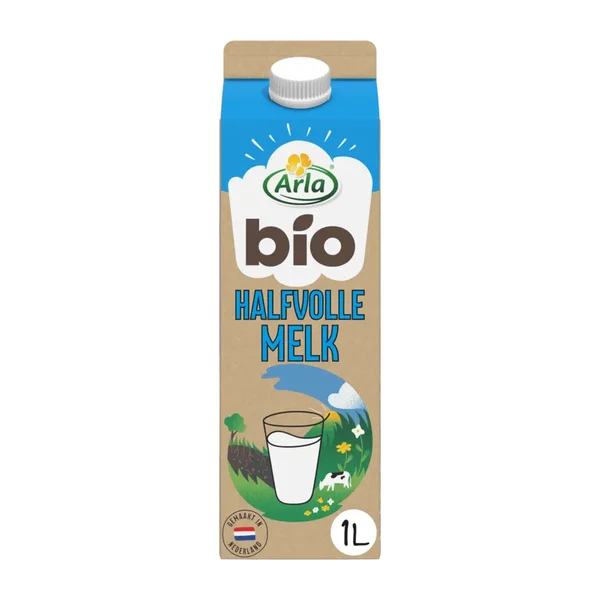 Arla
bio
HALFVOLLE
MELK
GEMAAKT IN
NEDERLAND
1L